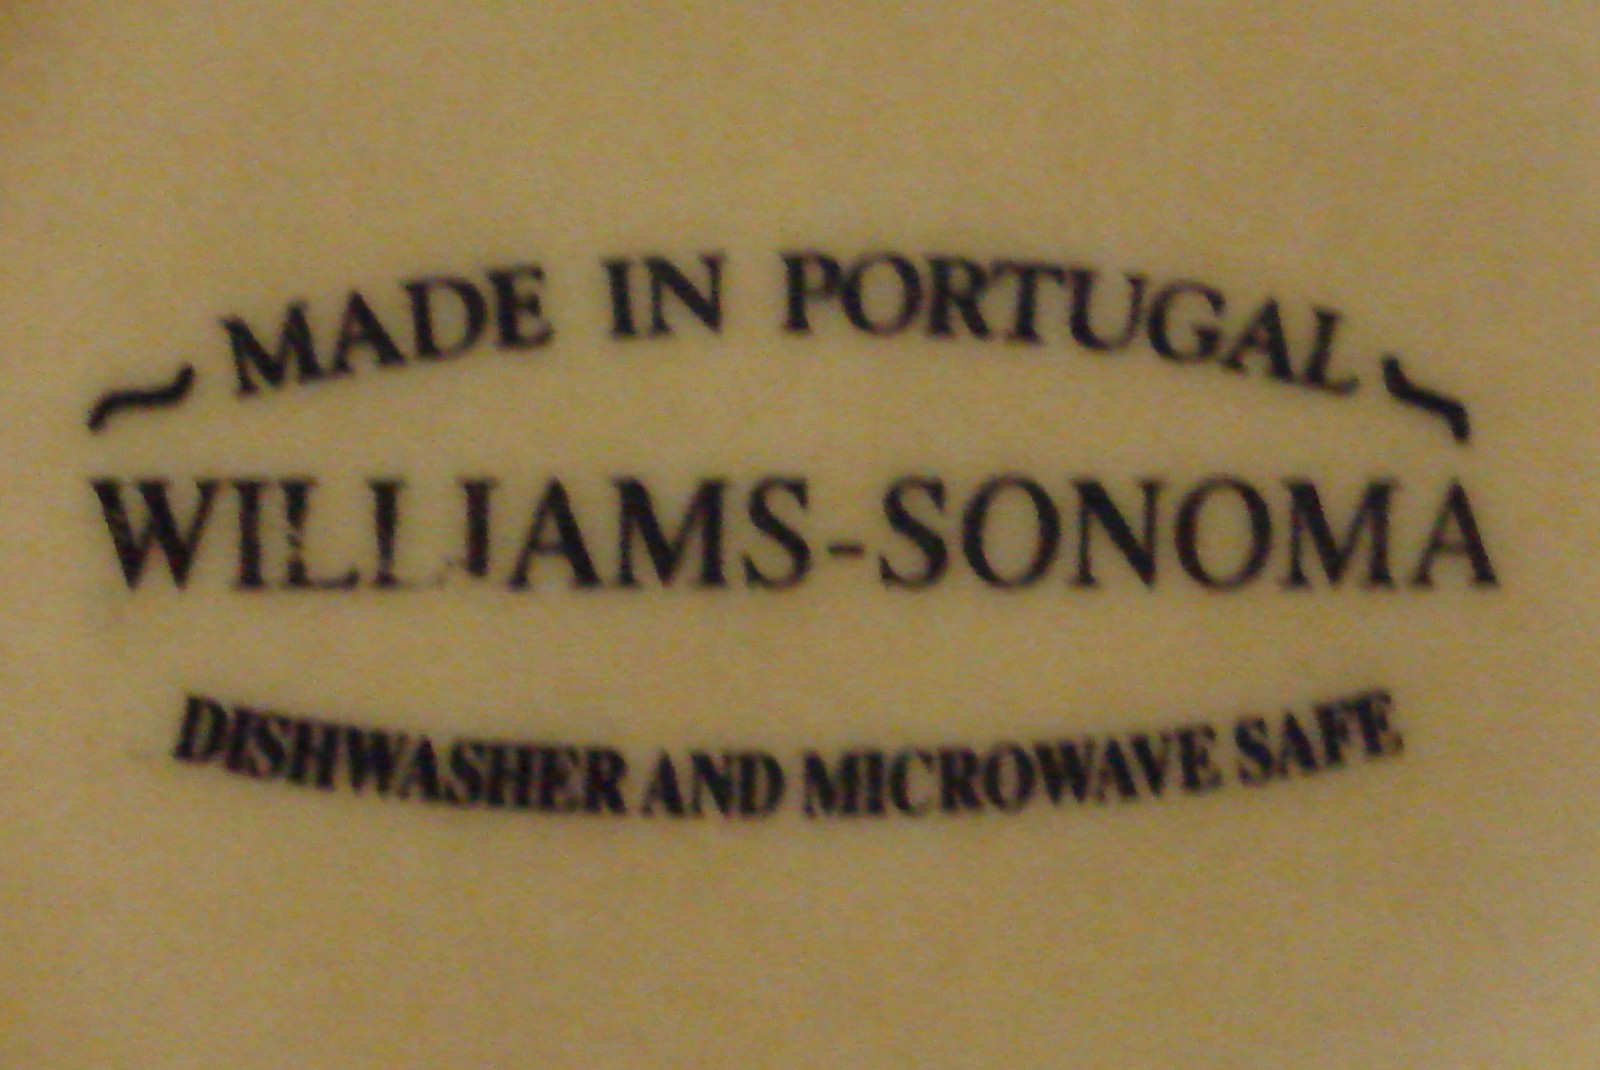 ~ MADE IN PORTUGAL ~
WILLIAMS-SONOMA
DISHWASHER AND MICROWAVE SAFE